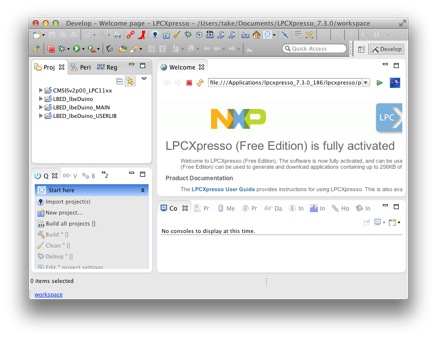 Develop - Welcome page - LPCXpresso - /Users/take/Documents/LPCXpresso_7.3.0/workspace
Quick Access
MAIN
Develop
Proj
Peri
Reg
CMSISv2p00_LPC11xx
LBED_IbeDuino
LBED_IbeDuino_MAIN
LBED_IbeDuino_USERLIB
Welcome
file:///Applications/lpcxpresso_7.3.0_186/lpcxpresso/p
NXP
LPC
LPCXpresso (Free Edition) is fully activated
Welcome to LPCXpresso (Free Edition). The software is now fully activated, and can be use
(Free Edition) can be used to generate and download applications containing up to 256KB of
Product Documentation
The LPCXpresso User Guide provides instructions for using LPCXpresso. This is also avai
Q
V
B
2
Start here
Import project(s)
New project...
Build all projects []
Build '' []
Clean '' []
Debug '' []
Edit '' project settings
Co
Pr
Me
Pr
Da
In
In
Ho
In
No consoles to display at this time.
0 items selected
workspace